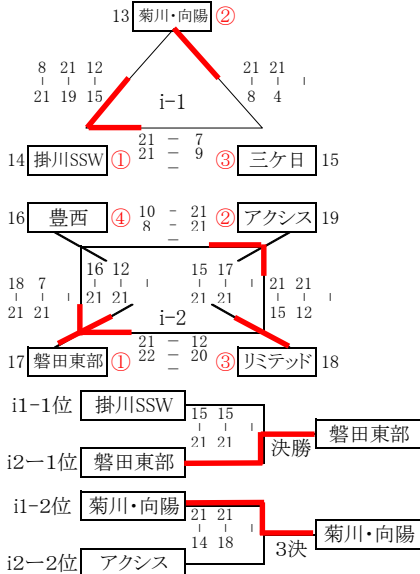 13 菊川・向陽 ②
8 21 12
| | |
21 19 15
21 21
| | |
8 4
i-1
21 － 7
21 － 9
－
14 掛川SSW ①
③ 三ケ日 15
16 豊西 ④
10 - 21
8 - 21
－
② アクシス 19
18 7
| | |
21 21
16 12
| | |
21 21
15 17
| | |
21 21
21 21
| | |
15 12
i-2
21 － 12
22 － 20
－
17 磐田東部 ①
③ リミテッド 18
i1-1位 掛川SSW
15 15
| | |
21 21
i2ー1位 磐田東部
決勝
磐田東部
i1-2位 菊川・向陽
21 21
| | |
14 18
i2ー2位 アクシス
3決
菊川・向陽